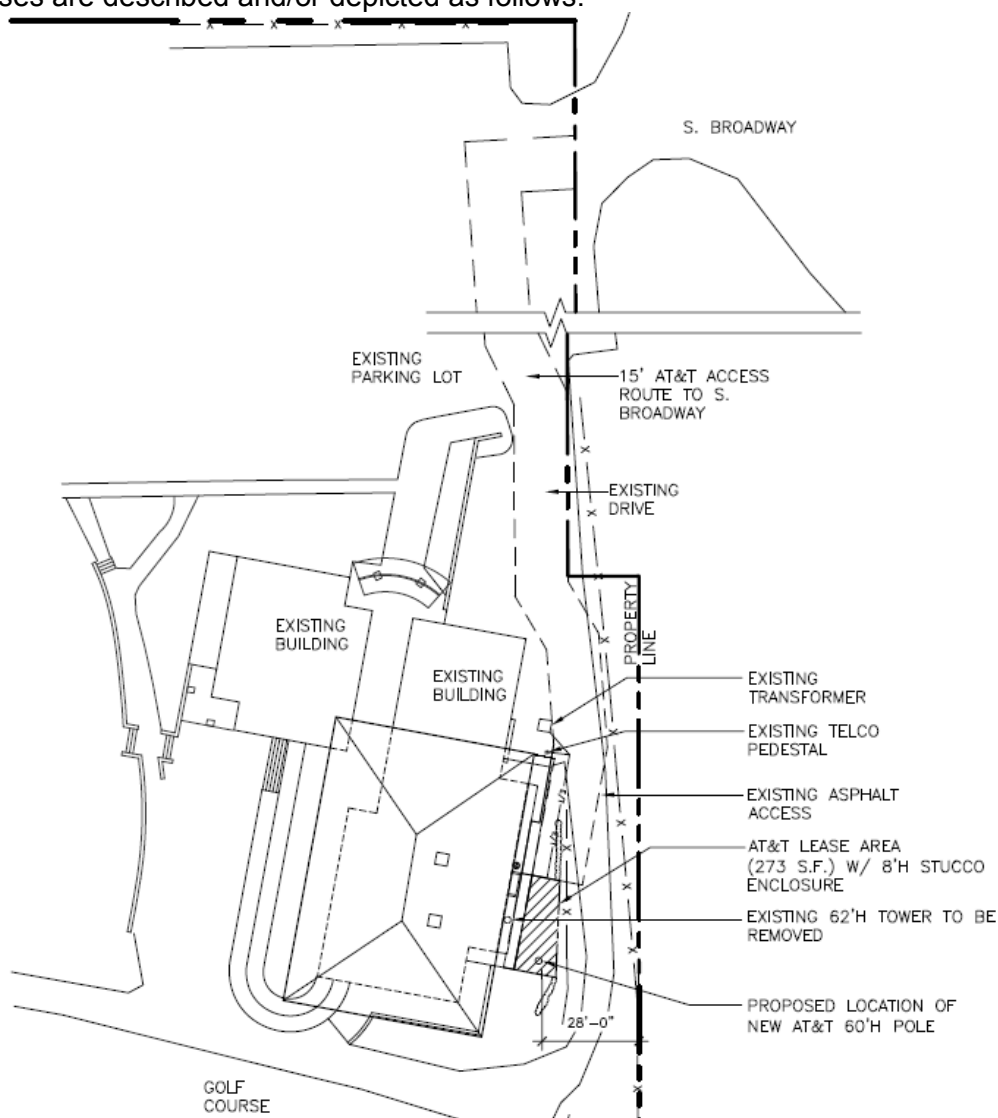 ses are described and/or depicted as follows:
S. BROADWAY
EXISTING
PARKING LOT
15' AT&T ACCESS
ROUTE TO S.
BROADWAY
EXISTING
DRIVE
PROPERTY
LINE
EXISTING
BUILDING
EXISTING
BUILDING
EXISTING
TRANSFORMER
EXISTING TELCO
PEDESTAL
EXISTING ASPHALT
ACCESS
AT&T LEASE AREA
(273 S.F.) W/ 8'H STUCCO
ENCLOSURE
EXISTING 62'H TOWER TO BE
REMOVED
PROPOSED LOCATION OF
NEW AT&T 60'H POLE
28'-0"
GOLF
COURSE